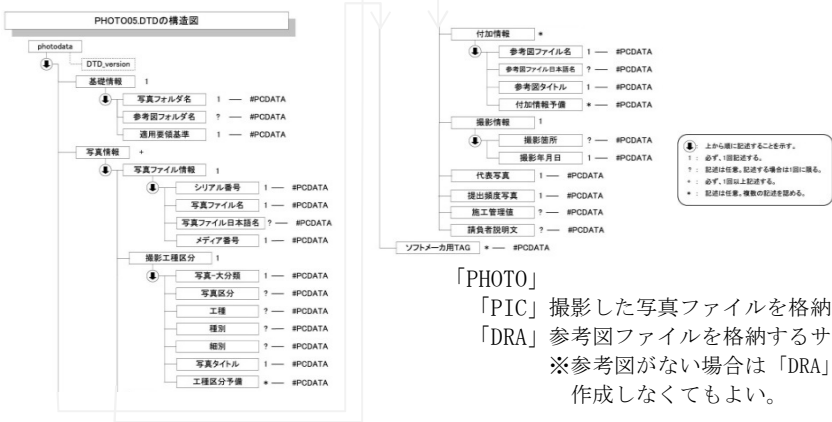 PHOTO05.DTDの構造図
photodata
DTD_version
基礎情報 1
写真フォルダ名 1 — #PCDATA
参考図フォルダ名 ? — #PCDATA
適用要領基準 1 — #PCDATA
写真情報 +
写真ファイル情報 1
シリアル番号 1 — #PCDATA
写真ファイル名 1 — #PCDATA
写真ファイル日本語名 ? — #PCDATA
メディア番号 1 — #PCDATA
撮影工種区分 1
写真-大分類 1 — #PCDATA
写真区分 ? — #PCDATA
工種 ? — #PCDATA
種別 ? — #PCDATA
細別 ? — #PCDATA
写真タイトル 1 — #PCDATA
工種区分予備 * — #PCDATA
付加情報 *
参考図ファイル名 1 — #PCDATA
参考図ファイル日本語名 ? — #PCDATA
参考図タイトル 1 — #PCDATA
付加情報予備 * — #PCDATA
撮影情報 1
撮影箇所 ? — #PCDATA
撮影年月日 1 — #PCDATA
代表写真 1 — #PCDATA
提出頻度写真 1 — #PCDATA
施工管理値 ? — #PCDATA
請負者説明文 ? — #PCDATA
ソフトメーカ用TAG * — #PCDATA
: 上から順に記述することを示す。
1 : 必ず、1回記述する。
? : 記述は任意。記述する場合は1回に限る。
+ : 必ず、1回以上記述する。
* : 記述は任意。複数の記述を認める。
「PHOTO」
「PIC」撮影した写真ファイルを格納
「DRA」参考図ファイルを格納するサ
※参考図がない場合は「DRA」
作成しなくてもよい。